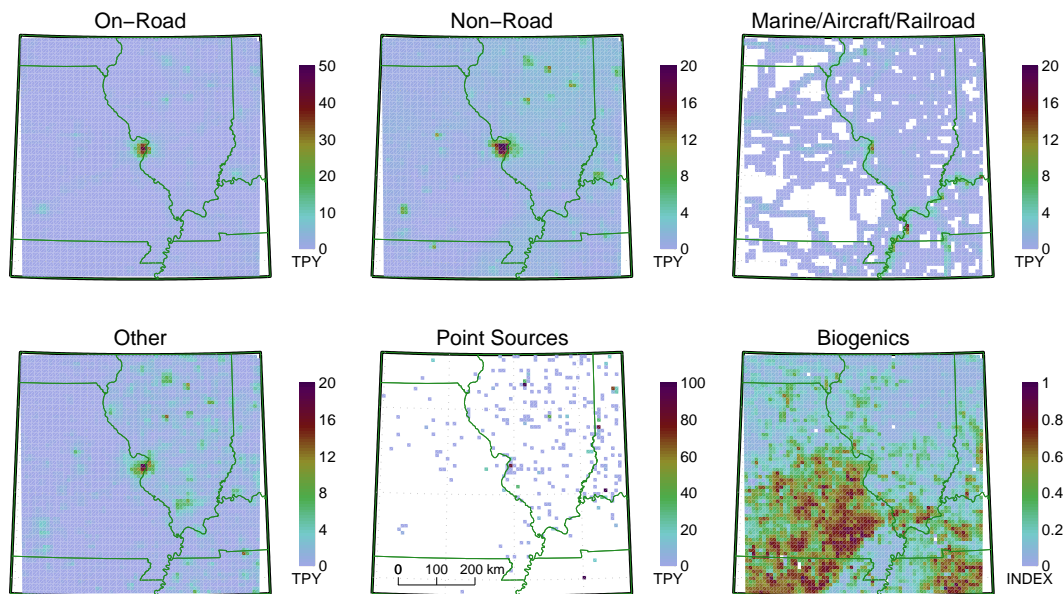 On−Road
50
40
30
20
10
0
TPY
Non−Road
20
16
12
8
4
0
TPY
Marine/Aircraft/Railroad
20
16
12
8
4
0
TPY
Other
20
16
12
8
4
0
TPY
Point Sources
0 100 200 km
100
80
60
40
20
0
TPY
Biogenics
1
0.8
0.6
0.4
0.2
0
INDEX